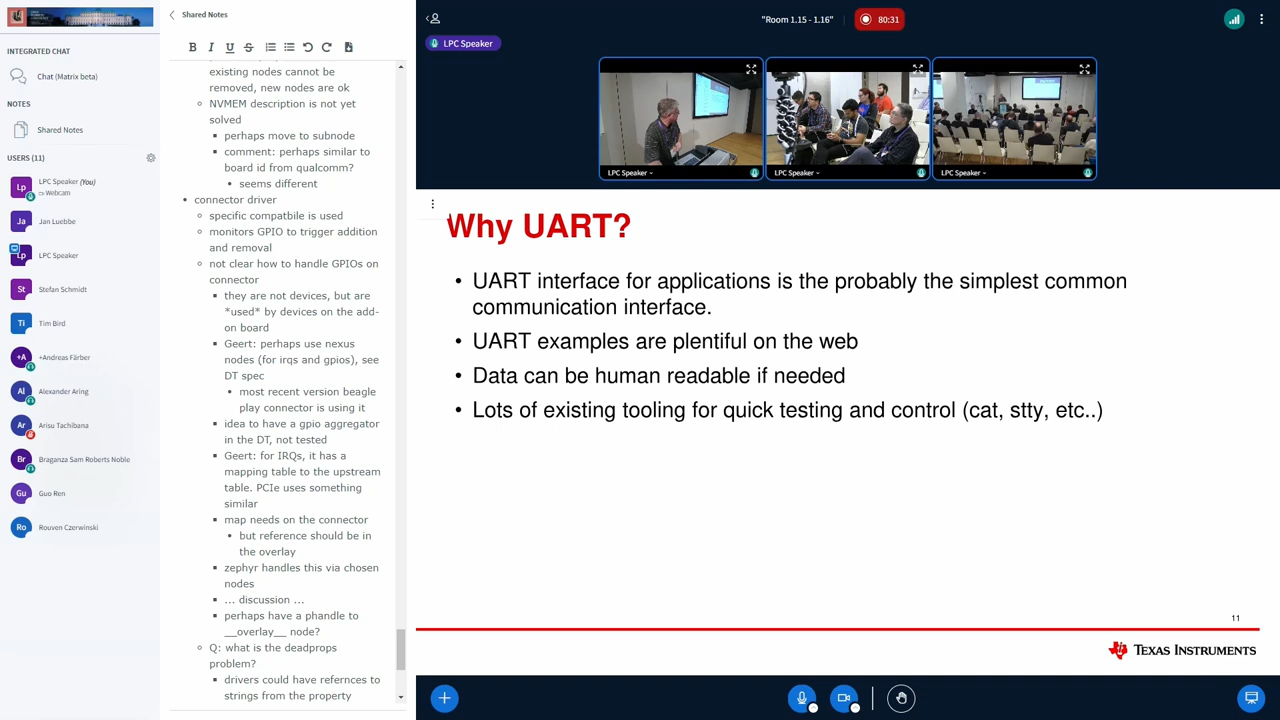 INTEGRATED CHAT
Chat (Matrix beta)
NOTES
Shared Notes
USERS (11)
Lp
LPC Speaker (You)
Webcam
Ja
Jan Luebbe
Lp
LPC Speaker
St
Stefan Schmidt
Ti
Tim Bird
+A
+Andreas Färber
Al
Alexander Aring
Ar
Arisu Tachibana
Br
Braganza Sam Roberts Noble
Gu
Guo Ren
Ro
Rouven Czerwinski
Shared Notes
B I U S
existing nodes cannot be
removed, new nodes are ok
NVMEM description is not yet
solved
perhaps move to subnode
comment: perhaps similar to
board id from qualcomm?
seems different
connector driver
specific compatbile is used
monitors GPIO to trigger addition
and removal
not clear how to handle GPIOs on
connector
they are not devices, but are
*used* by devices on the add-
on board
Geert: perhaps use nexus
nodes (for irqs and gpios), see
DT spec
most recent version beagle
play connector is using it
idea to have a gpio aggregator
in the DT, not tested
Geert: for IRQs, it has a
mapping table to the upstream
table. PCIe uses something
similar
map needs on the connector
but reference should be in
the overlay
zephyr handles this via chosen
nodes
... discussion ...
perhaps have a phandle to
__overlay__ node?
Q: what is the deadprops
problem?
drivers could have refernces to
strings from the property
"Room 1.15 - 1.16"
80:31
LPC Speaker
LPC Speaker
LPC Speaker
LPC Speaker
Why UART?
• UART interface for applications is the probably the simplest common
communication interface.
• UART examples are plentiful on the web
• Data can be human readable if needed
• Lots of existing tooling for quick testing and control (cat, stty, etc..)
11
TEXAS INSTRUMENTS